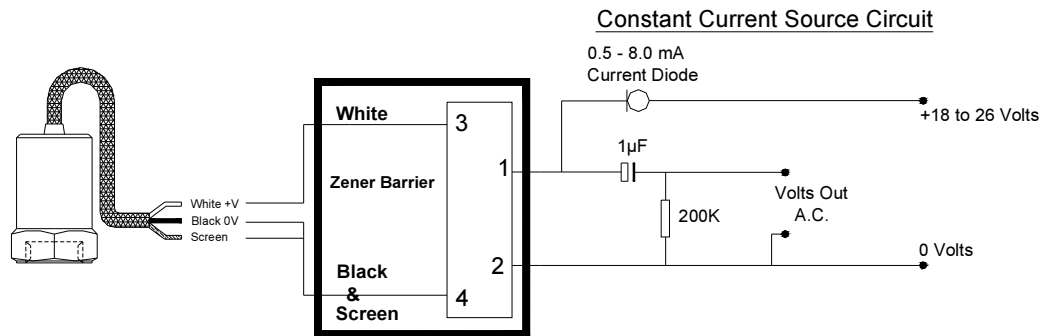 Constant Current Source Circuit
0.5 - 8.0 mA
Current Diode
+18 to 26 Volts
White
3
1µF
1
Zener Barrier
Volts Out
A.C.
White +V
Black 0V
200K
Screen
0 Volts
2
Black
&
Screen
4